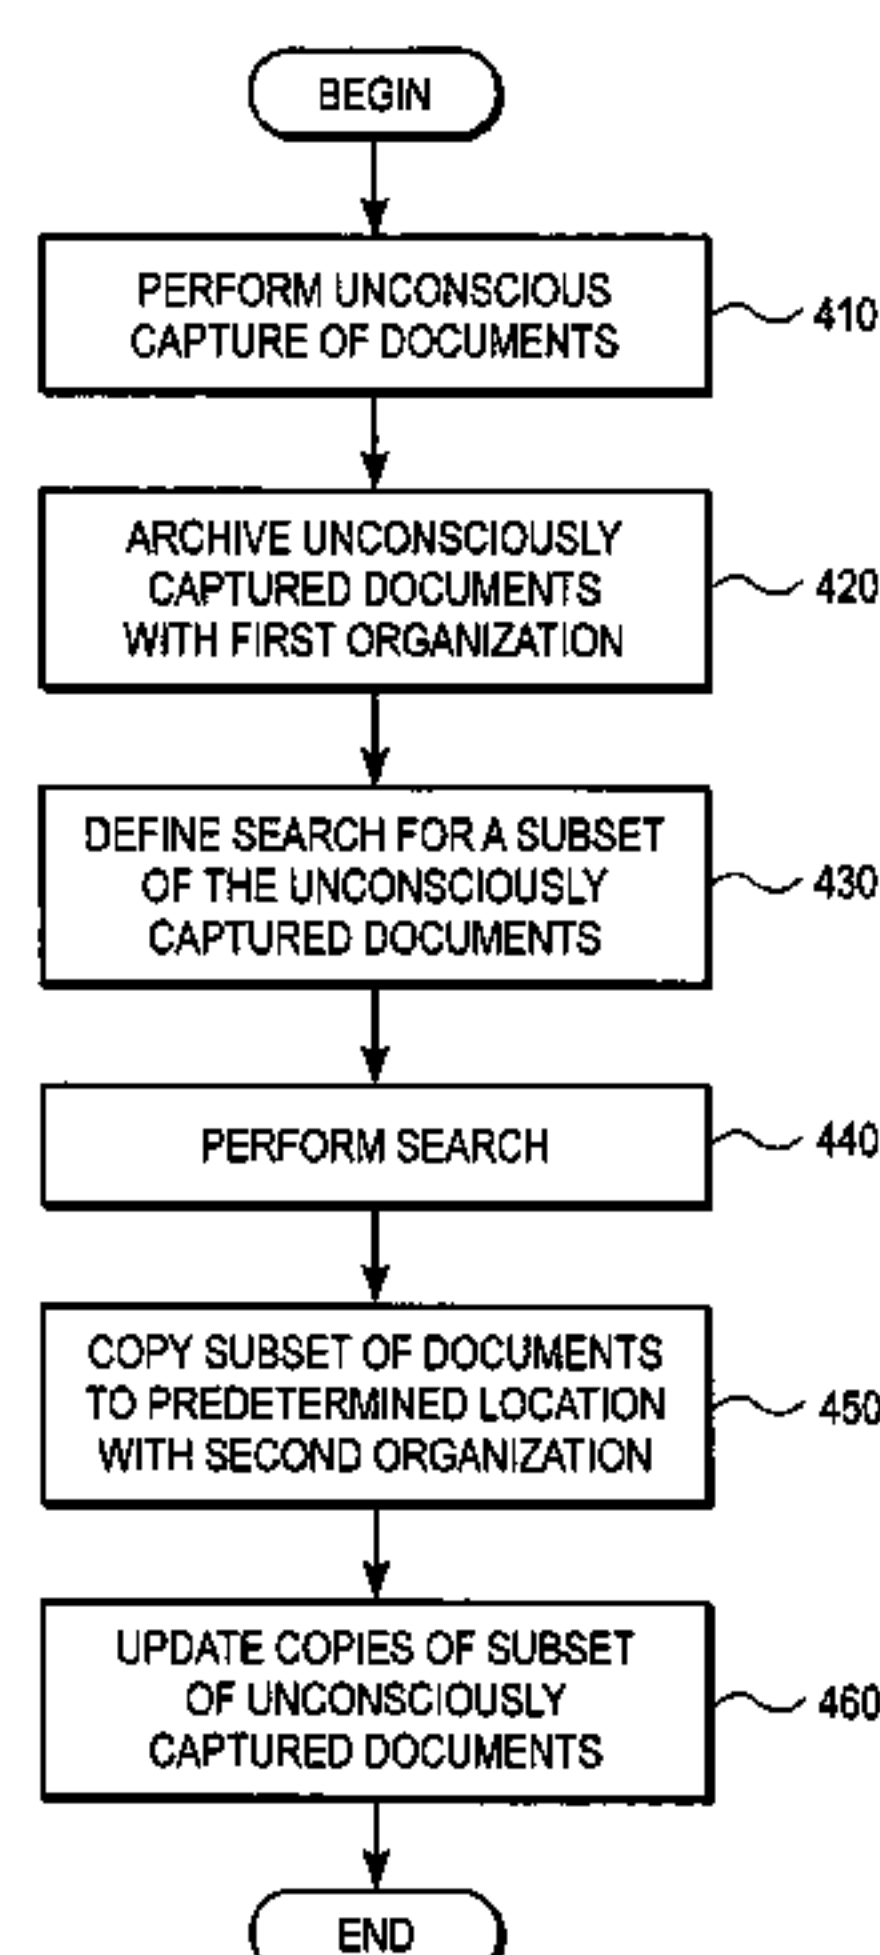 BEGIN
PERFORM UNCONSCIOUS
CAPTURE OF DOCUMENTS
410
ARCHIVE UNCONSCIOUSLY
CAPTURED DOCUMENTS
WITH FIRST ORGANIZATION
420
DEFINE SEARCH FOR A SUBSET
OF THE UNCONSCIOUSLY
CAPTURED DOCUMENTS
430
PERFORM SEARCH
440
COPY SUBSET OF DOCUMENTS
TO PREDETERMINED LOCATION
WITH SECOND ORGANIZATION
450
UPDATE COPIES OF SUBSET
OF UNCONSCIOUSLY
CAPTURED DOCUMENTS
460
END